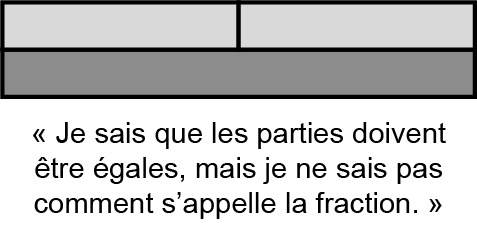 « Je sais que les parties doivent
être égales, mais je ne sais pas
comment s’appelle la fraction. »